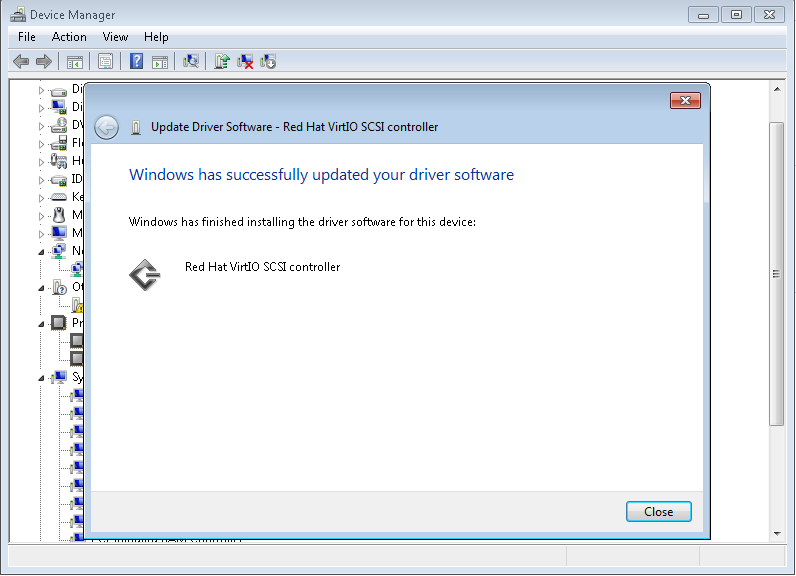 Device Manager
File Action View Help
Update Driver Software - Red Hat VirtIO SCSI controller
Windows has successfully updated your driver software
Windows has finished installing the driver software for this device:
Red Hat VirtIO SCSI controller
Di
Di
DV
Flo
Hu
ID
Ke
M
M
Ne
Ot
Pr
Sy
Close